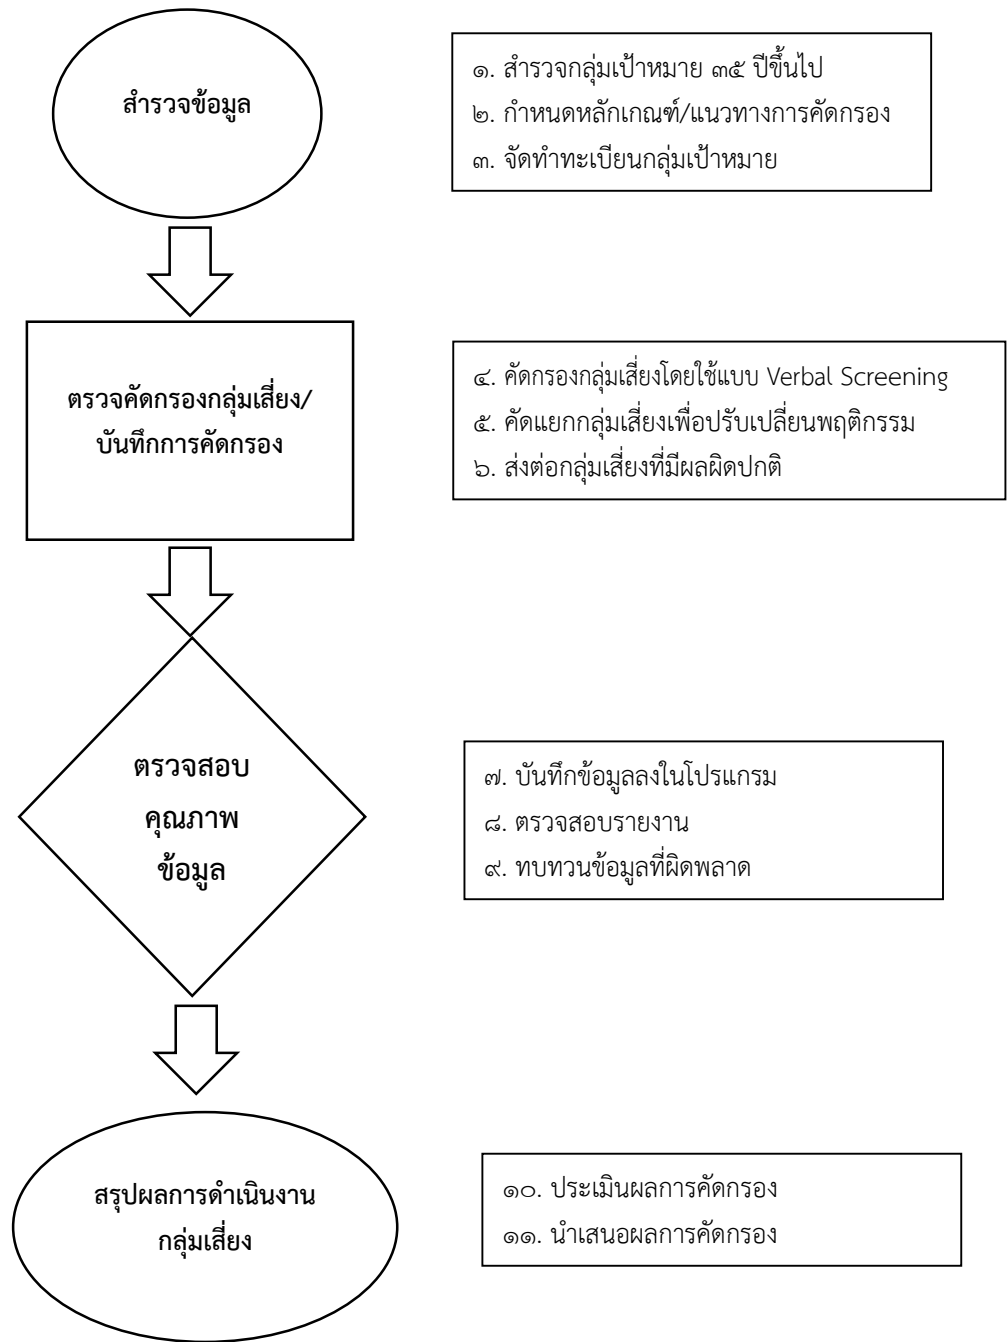 สำรวจข้อมูล
๑. สำรวจกลุ่มเป้าหมาย ๓๕ ปีขึ้นไป
๒. กำหนดหลักเกณฑ์/แนวทางการคัดกรอง
๓. จัดทำทะเบียนกลุ่มเป้าหมาย
ตรวจคัดกรองกลุ่มเสี่ยง/
บันทึกการคัดกรอง
๔. คัดกรองกลุ่มเสี่ยงโดยใช้แบบ Verbal Screening
๕. คัดแยกกลุ่มเสี่ยงเพื่อปรับเปลี่ยนพฤติกรรม
๖. ส่งต่อกลุ่มเสี่ยงที่มีผลผิดปกติ
ตรวจสอบ
คุณภาพ
ข้อมูล
๗. บันทึกข้อมูลลงในโปรแกรม
๘. ตรวจสอบรายงาน
๙. ทบทวนข้อมูลที่ผิดพลาด
สรุปผลการดำเนินงาน
กลุ่มเสี่ยง
๑๐. ประเมินผลการคัดกรอง
๑๑. นำเสนอผลการคัดกรอง